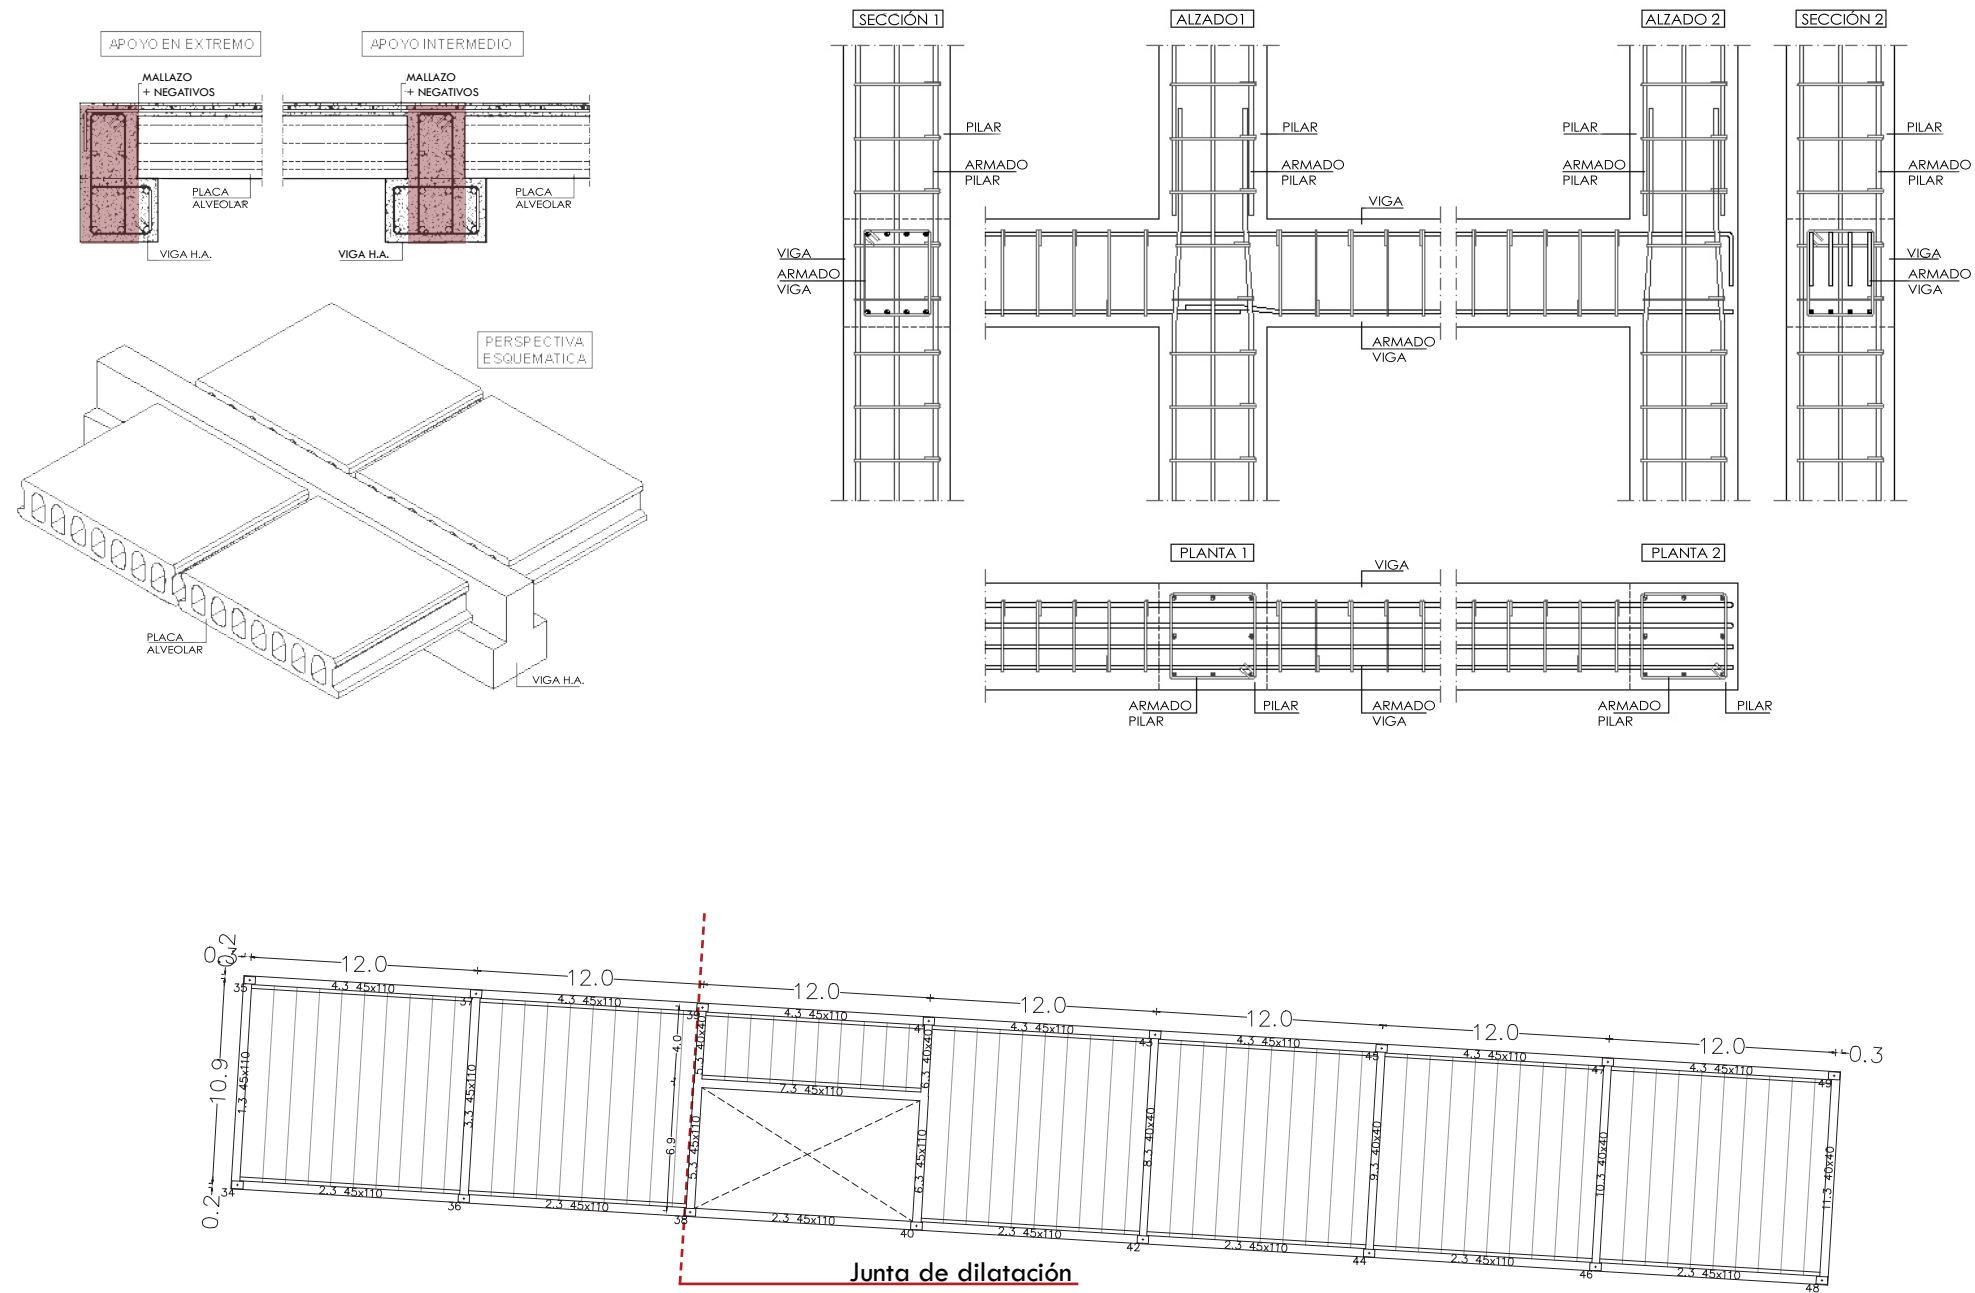 APOYO EN EXTREMO
MALLAZO
+ NEGATIVOS
PLACA
ALVEOLAR
VIGA H.A.
APOYO INTERMEDIO
MALLAZO
+ NEGATIVOS
PLACA
ALVEOLAR
VIGA H.A.
PERSPECTIVA
ESQUEMATICA
PLACA
ALVEOLAR
VIGA H.A.
SECCIÓN 1
PILAR
ARMADO
PILAR
VIGA
ARMADO
VIGA
ALZADO1
PILAR
ARMADO
PILAR
VIGA
ARMADO
VIGA
ALZADO 2
PILAR
ARMADO
PILAR
SECCIÓN 2
PILAR
ARMADO
PILAR
VIGA
ARMADO
VIGA
PLANTA 1
VIGA
ARMADO
PILAR
PILAR
ARMADO
VIGA
PLANTA 2
ARMADO
PILAR
PILAR
0.2
12.0
12.0
12.0
12.0
12.0
12.0
12.0
0.3
35
4.3 45x110
37
4.3 45x110
39
4.3 45x110
4.3 45x110
43
4.3 45x110
45
4.3 45x110
47
4.3 45x110
49
10.9
1.3 45x110
3.3 45x110
4.0
6.9
5.3 40x40
5.3 45x110
7.3 45x110
6.3 40x40
6.3 45x110
8.3 40x40
9.3 40x40
10.3 40x40
11.3 40x40
0.2
34
2.3 45x110
36
2.3 45x110
38
2.3 45x110
40
2.3 45x110
42
2.3 45x110
44
2.3 45x110
46
2.3 45x110
48
Junta de dilatación